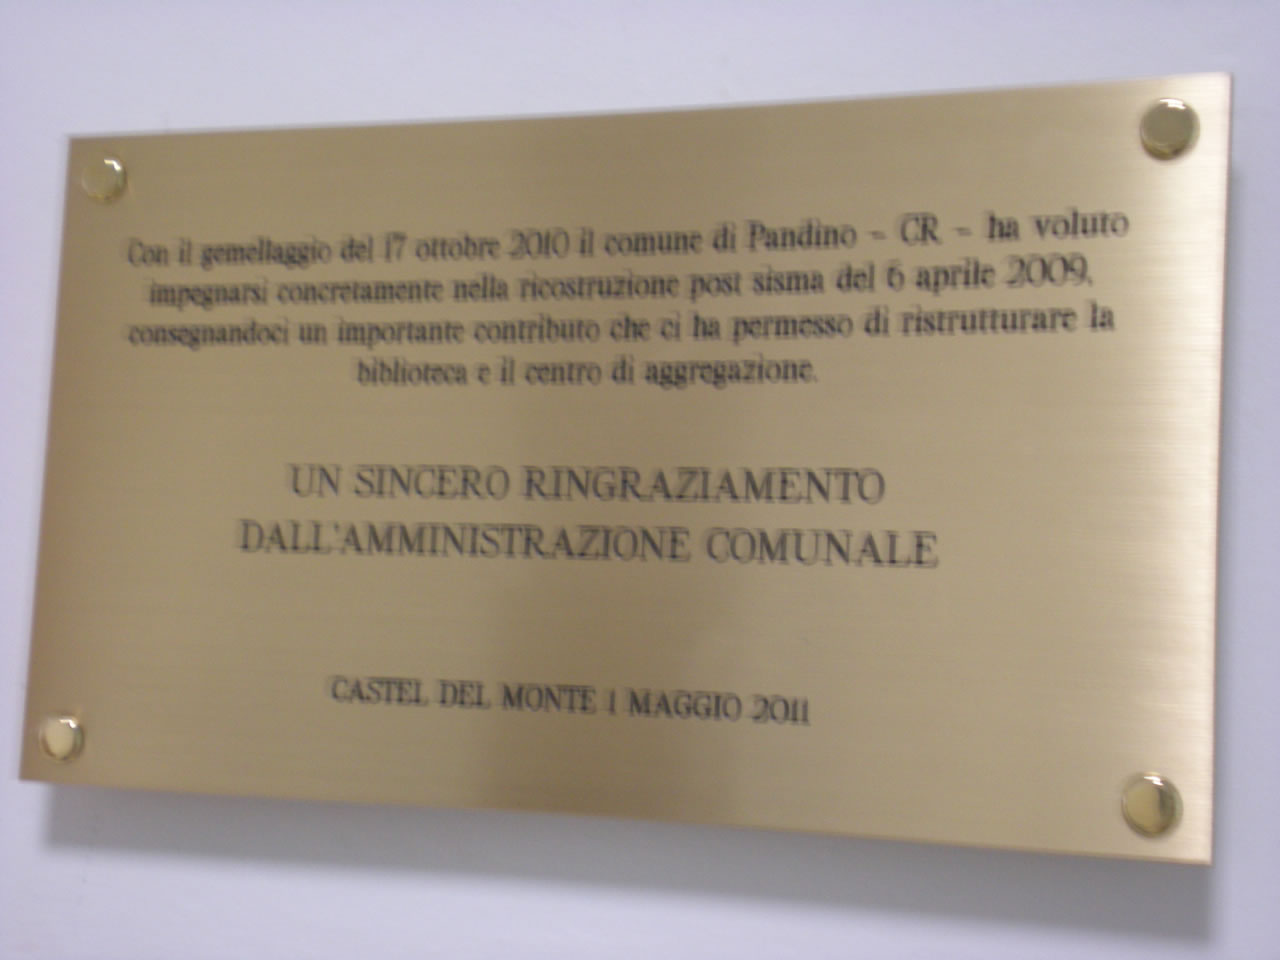 Con il gemellaggio del 17 ottobre 2010 il comune di Pandino - CR - ha voluto
impegnarsi concretamente nella ricostruzione post sisma del 6 aprile 2009,
consegnandoci un importante contributo che ci ha permesso di ristrutturare la
biblioteca e il centro di aggregazione.
UN SINCERO RINGRAZIAMENTO
DALL'AMMINISTRAZIONE COMUNALE
CASTEL DEL MONTE 1 MAGGIO 2011